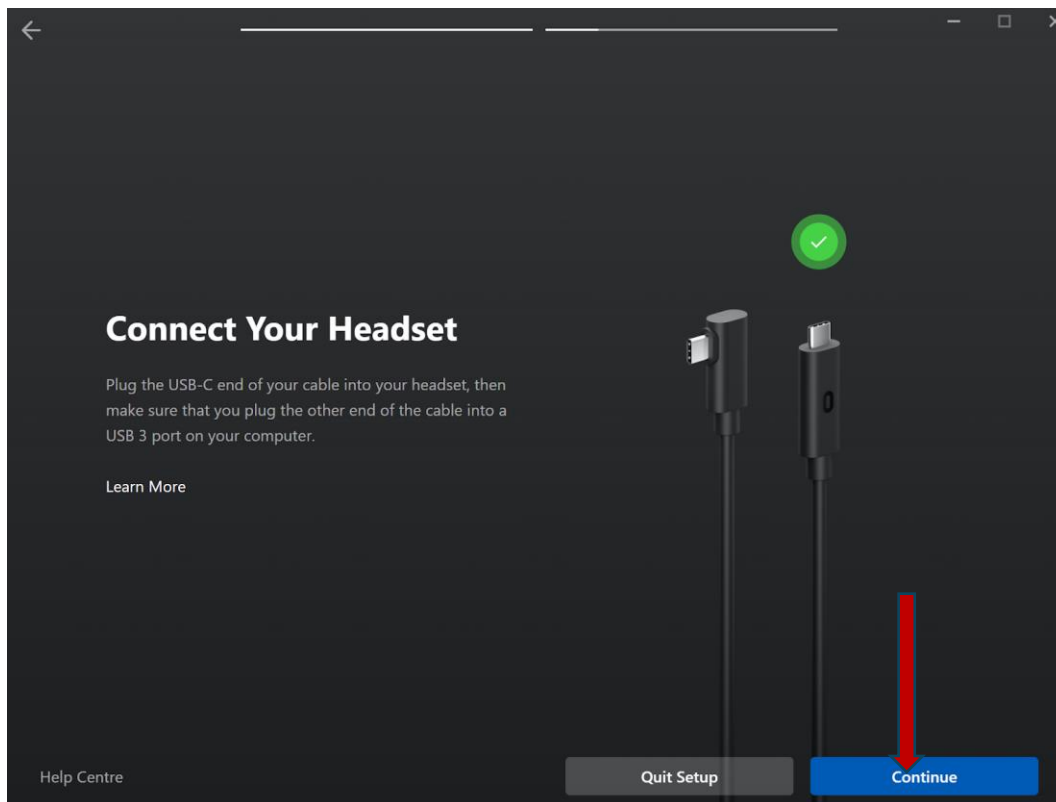 Connect Your Headset
Plug the USB-C end of your cable into your headset, then
make sure that you plug the other end of the cable into a
USB 3 port on your computer.
Learn More
Help Centre
Quit Setup
Continue